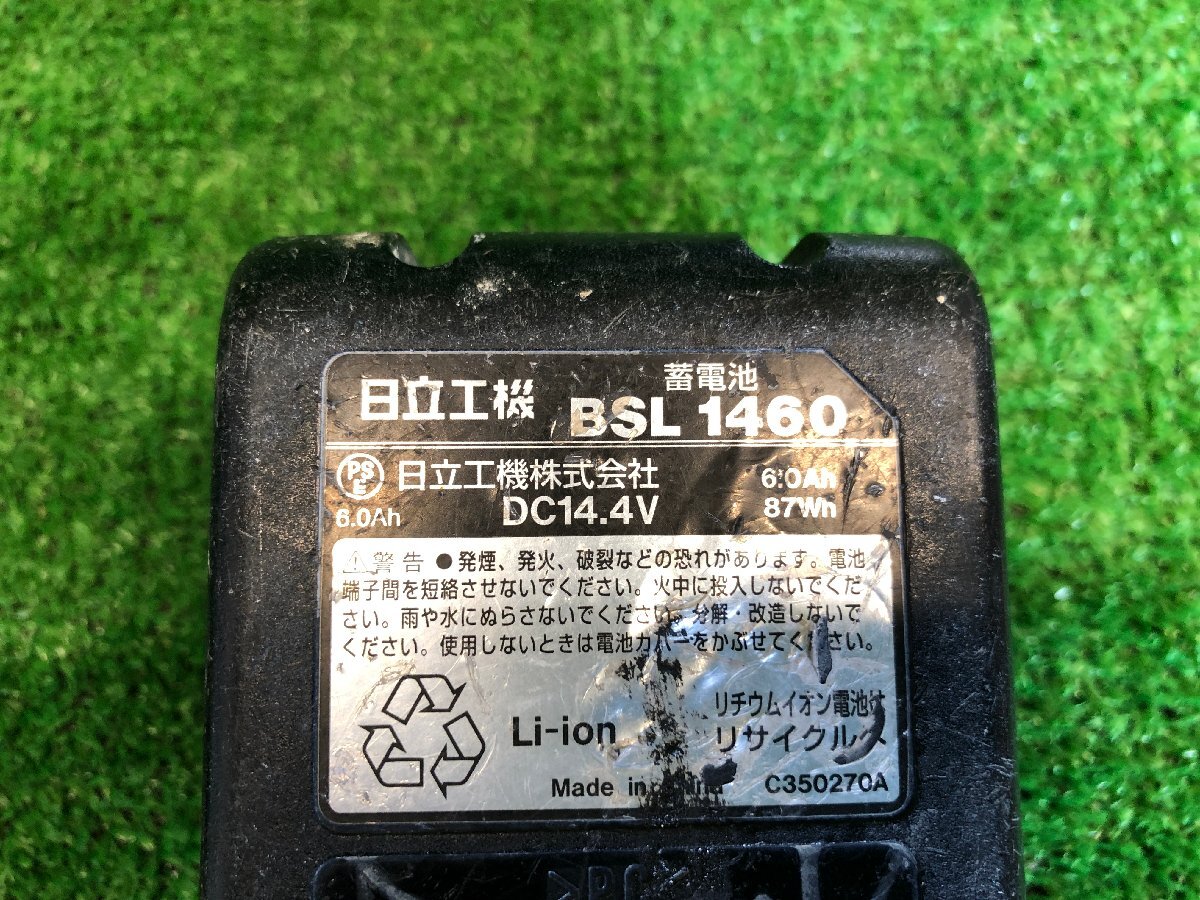 蓄電池
日立工機 BSL 1460
PSE 日立工機株式会社 6.0Ah
6.0Ah DC14.4V 87Wh
⚠警告 ●発煙、発火、破裂などの恐れがあります。電池
端子間を短絡させないでください。火中に投入しないでくだ
さい。雨や水にぬらさないでください。分解・改造しないで
ください。使用しないときは電池カバーをかぶせてください。
リチウムイオン電池は
Li-ion リサイクルへ
Made in China C350270A